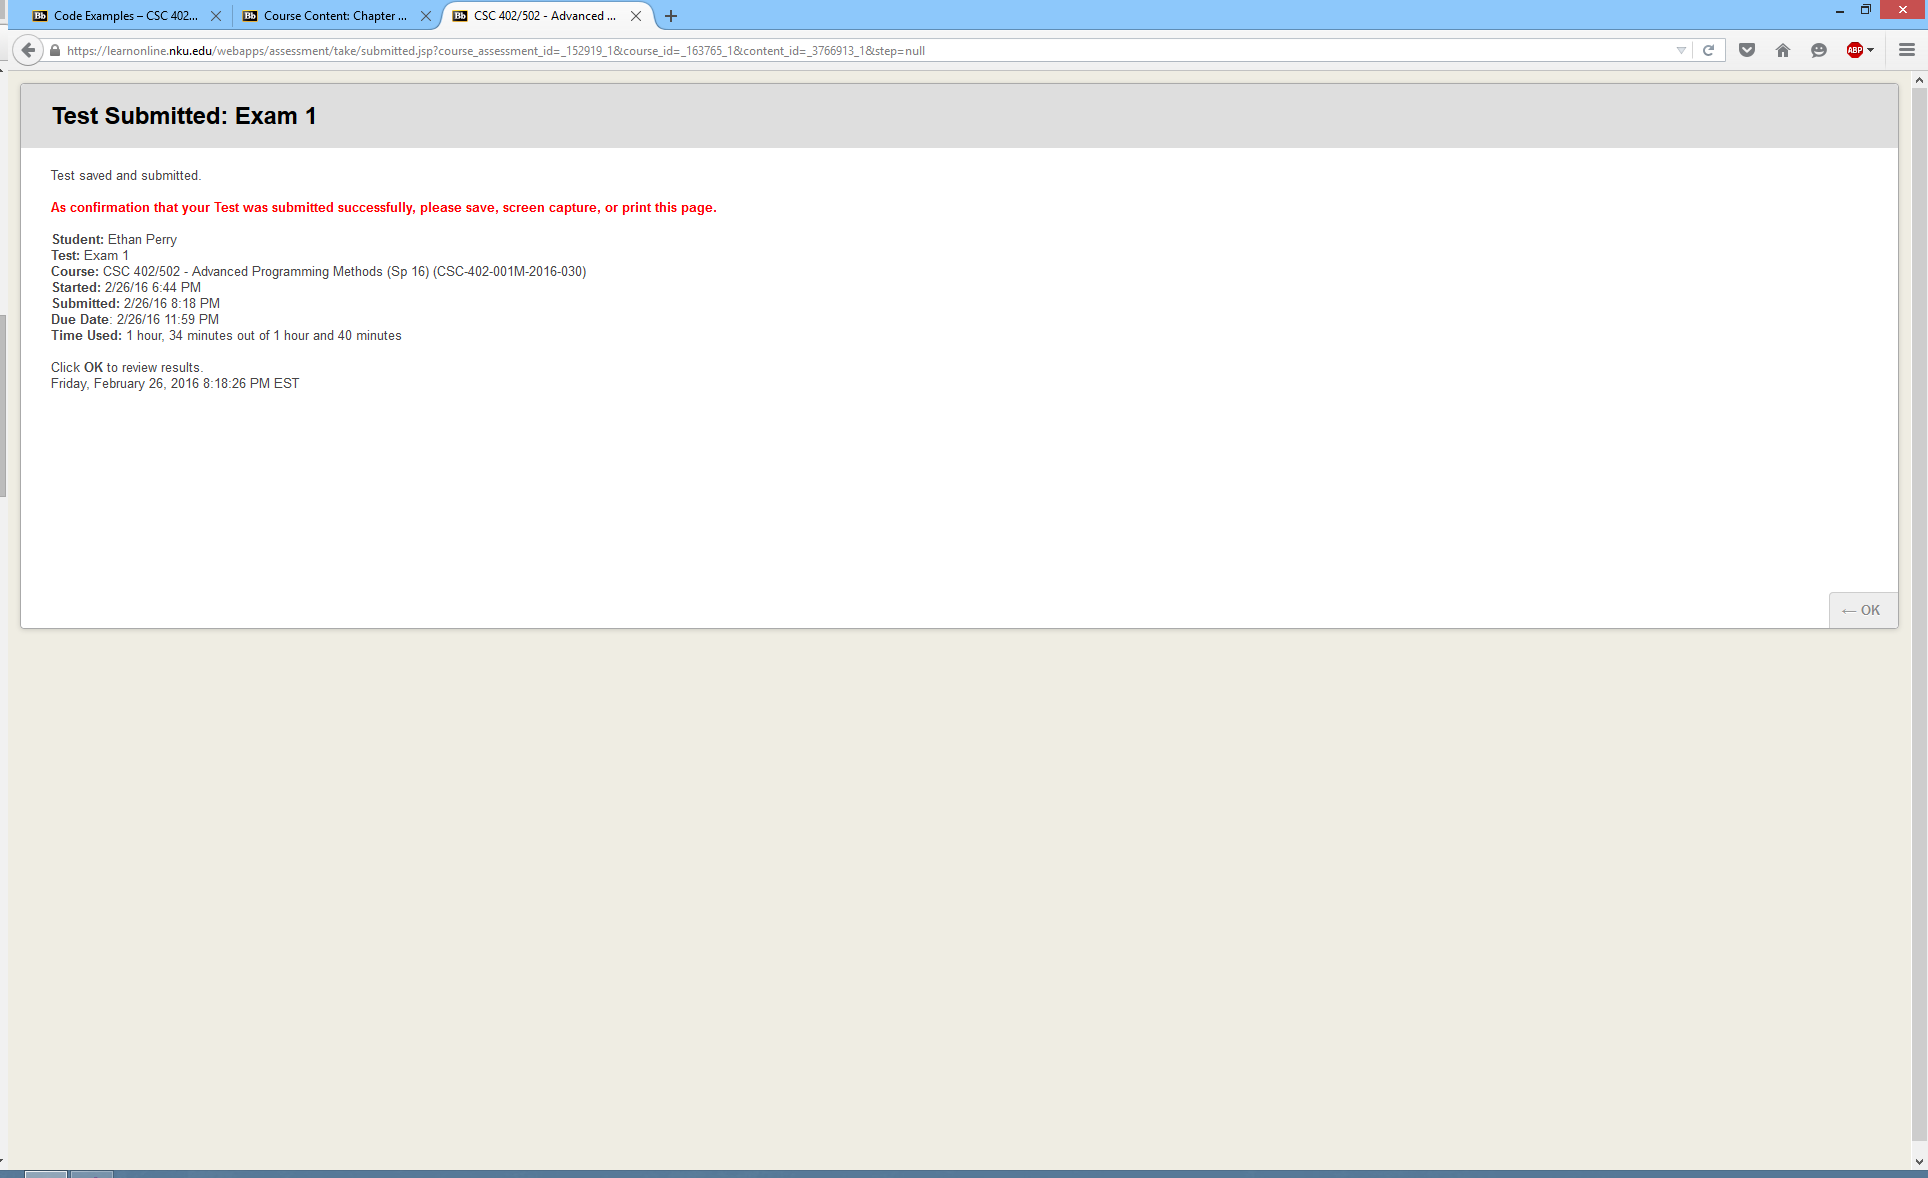 Bb Code Examples – CSC 402...
Bb Course Content: Chapter ...
Bb CSC 402/502 - Advanced ...
https://learnonline.nku.edu/webapps/assessment/take/submitted.jsp?course_assessment_id=_152919_1&course_id=_163765_1&content_id=_3766913_1&step=null
ABP
Test Submitted: Exam 1
Test saved and submitted.
As confirmation that your Test was submitted successfully, please save, screen capture, or print this page.
Student: Ethan Perry
Test: Exam 1
Course: CSC 402/502 - Advanced Programming Methods (Sp 16) (CSC-402-001M-2016-030)
Started: 2/26/16 6:44 PM
Submitted: 2/26/16 8:18 PM
Due Date: 2/26/16 11:59 PM
Time Used: 1 hour, 34 minutes out of 1 hour and 40 minutes
Click OK to review results.
Friday, February 26, 2016 8:18:26 PM EST
← OK